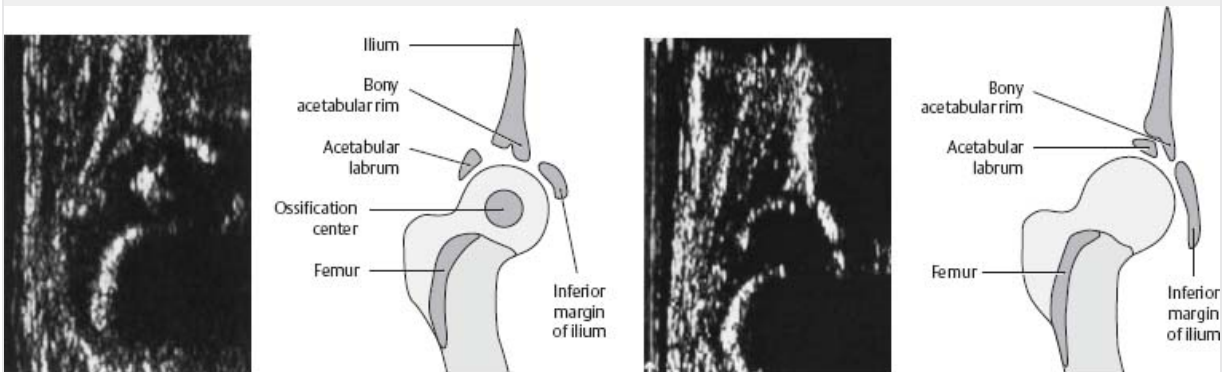 Ilium
Bony
acetabular rim
Acetabular
labrum
Ossification
center
Femur
Inferior
margin
of ilium
Bony
acetabular rim
Acetabular
labrum
Femur
Inferior
margin
of ilium